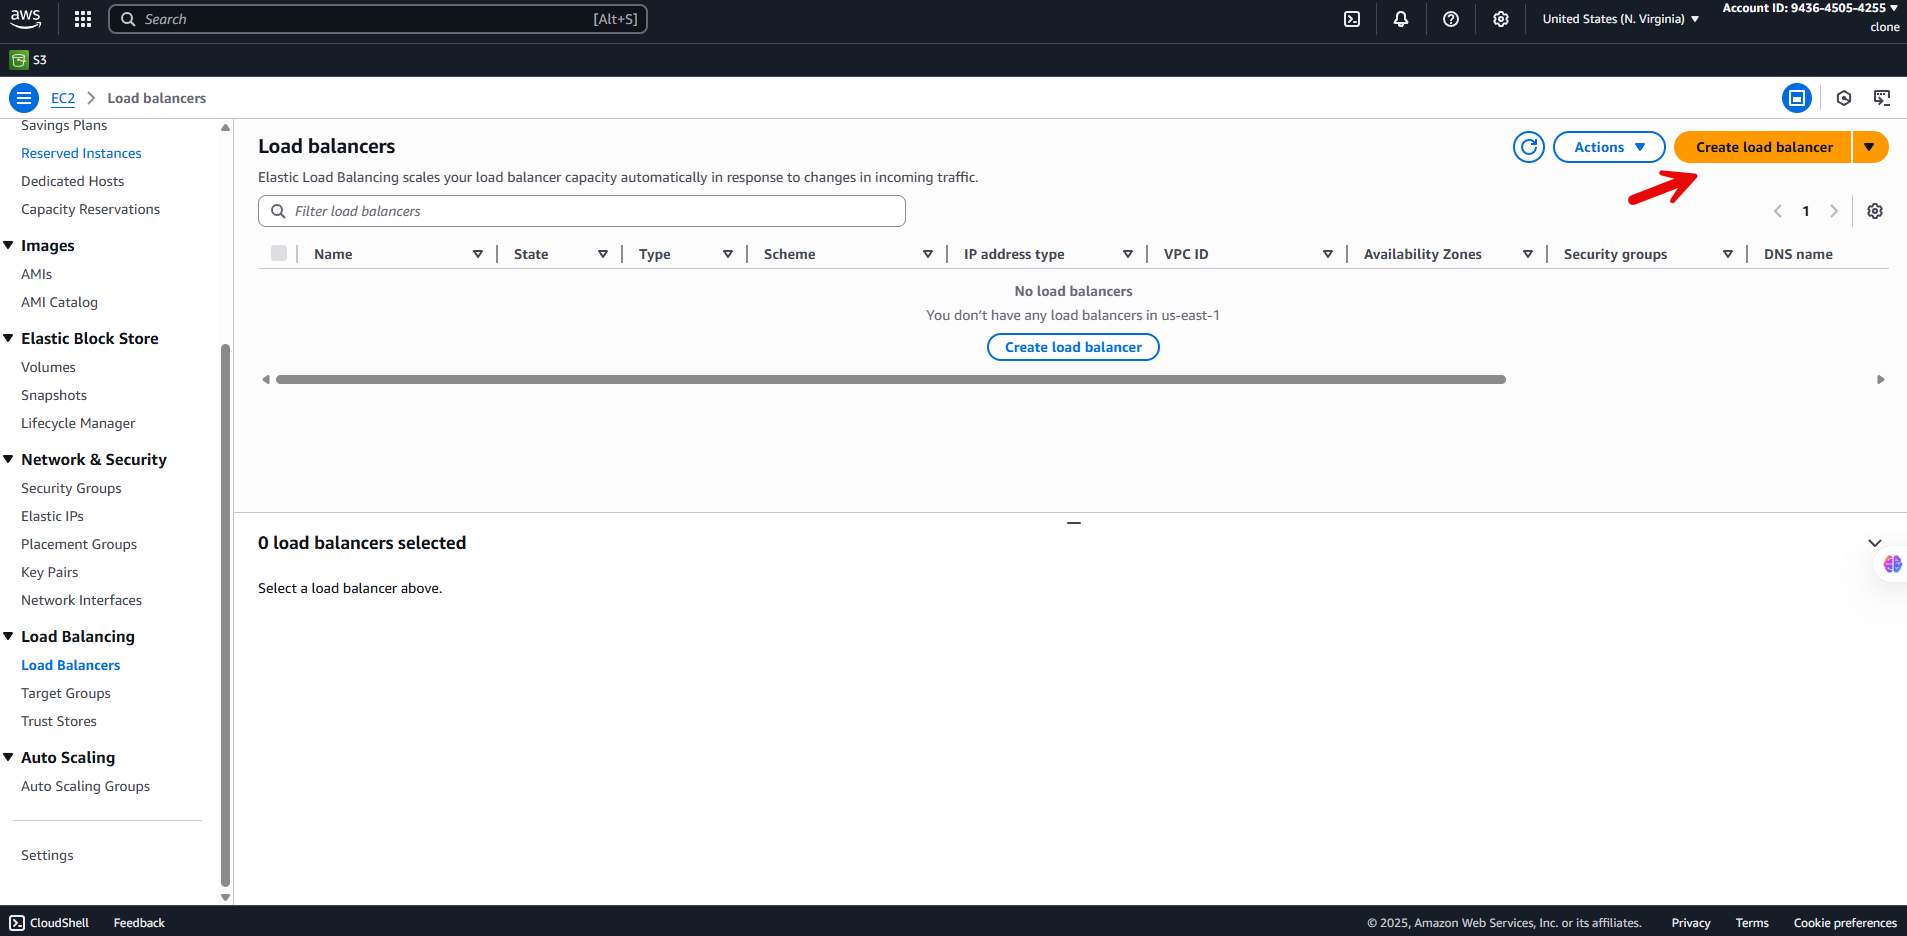 aws
Search
[Alt+S]
United States (N. Virginia)
Account ID: 9436-4505-4255
clone
S3
EC2
Load balancers
Savings Plans
Reserved Instances
Dedicated Hosts
Capacity Reservations
Images
AMIs
AMI Catalog
Elastic Block Store
Volumes
Snapshots
Lifecycle Manager
Network & Security
Security Groups
Elastic IPs
Placement Groups
Key Pairs
Network Interfaces
Load Balancing
Load Balancers
Target Groups
Trust Stores
Auto Scaling
Auto Scaling Groups
Settings
Load balancers
Actions
Create load balancer
Elastic Load Balancing scales your load balancer capacity automatically in response to changes in incoming traffic.
Filter load balancers
1
Name
State
Type
Scheme
IP address type
VPC ID
Availability Zones
Security groups
DNS name
No load balancers
You don't have any load balancers in us-east-1
Create load balancer
0 load balancers selected
Select a load balancer above.
CloudShell
Feedback
© 2025, Amazon Web Services, Inc. or its affiliates.
Privacy
Terms
Cookie preferences